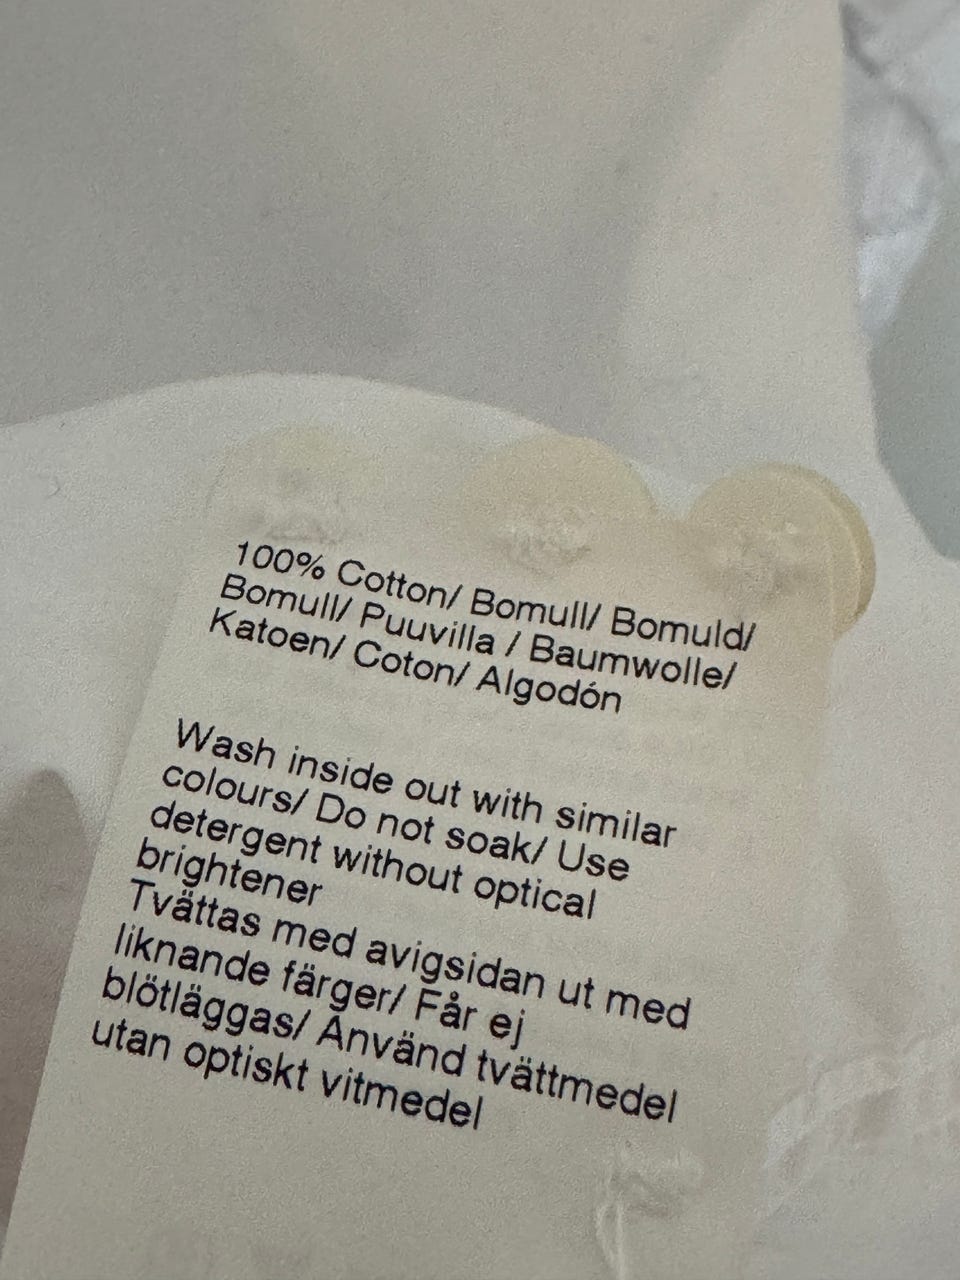 100% Cotton/ Bomull/ Bomuld/
Bomull/ Puuvilla / Baumwolle/
Katoen/ Coton/ Algodón
Wash inside out with similar
colours/ Do not soak/ Use
detergent without optical
brightener
Tvättas med avigsidan ut med
liknande färger/ Får ej
blötläggas/ Använd tvättmedel
utan optiskt vitmedel